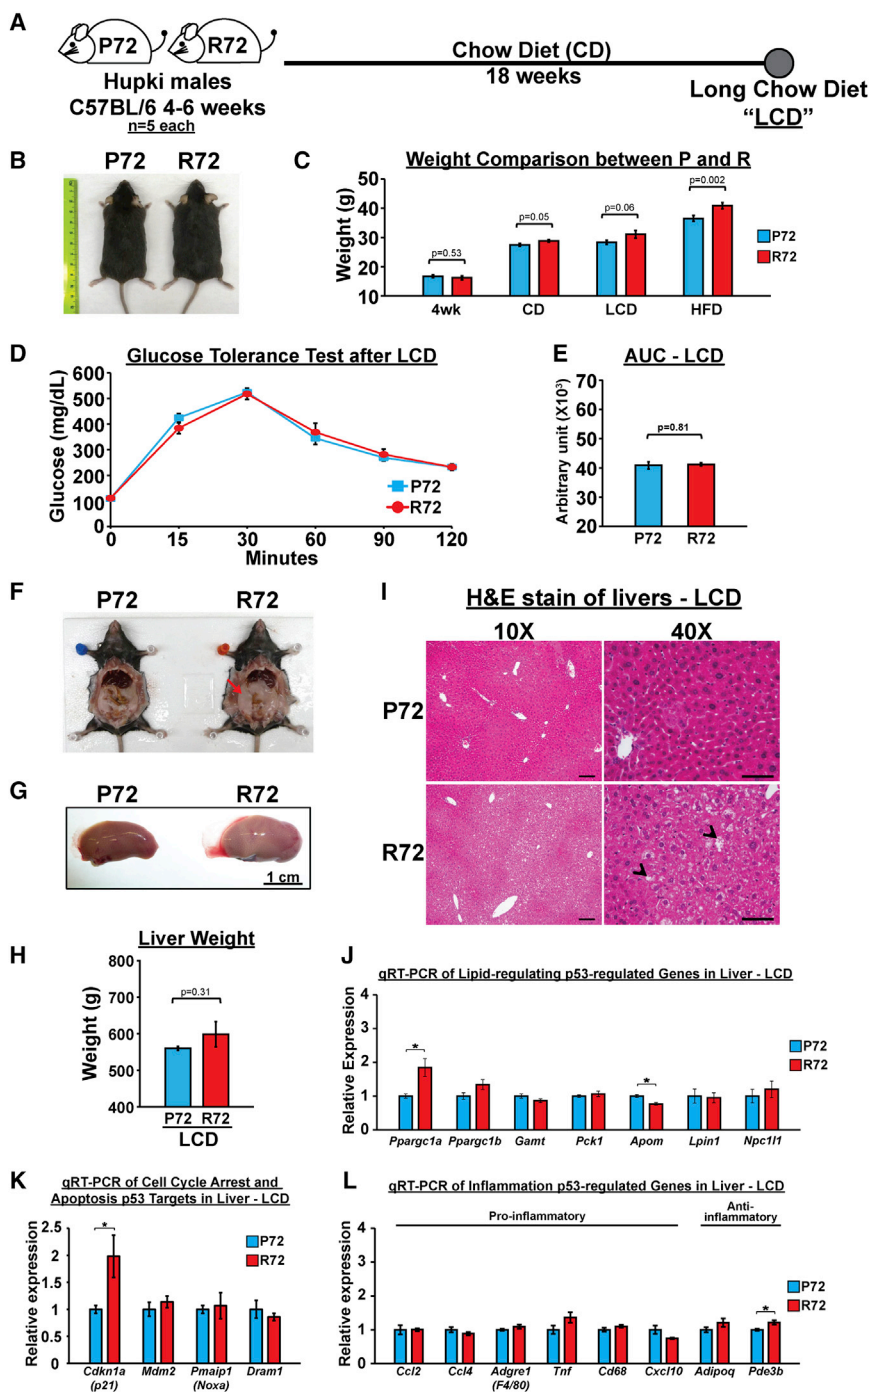 A
P72
R72
Hupki males
C57BL/6 4-6 weeks
n=5 each
Chow Diet (CD)
18 weeks
Long Chow Diet
“LCD”
B
P72
R72
C
Weight Comparison between P and R
Weight (g)
50
40
30
20
10
p=0.53
p=0.05
p=0.06
p=0.002
4wk
CD
LCD
HFD
P72
R72
D
Glucose Tolerance Test after LCD
Glucose (mg/dL)
600
500
400
300
200
100
0
0
15
30
60
90
120
Minutes
P72
R72
E
AUC - LCD
Arbitrary unit (X10³)
70
60
50
40
30
20
p=0.81
P72
R72
F
P72
R72
G
P72
R72
1 cm
H
Liver Weight
Weight (g)
800
700
600
500
400
p=0.31
P72
R72
LCD
I
H&E stain of livers - LCD
10X
40X
P72
R72
J
qRT-PCR of Lipid-regulating p53-regulated Genes in Liver - LCD
Relative Expression
4
3
2
1
0
*
*
Ppargc1a
Ppargc1b
Gamt
Pck1
Apom
Lpin1
Npc1l1
P72
R72
K
qRT-PCR of Cell Cycle Arrest and
Apoptosis p53 Targets in Liver - LCD
Relative expression
2.5
2
1.5
1
0.5
0
*
P72
R72
Cdkn1a
(p21)
Mdm2
Pmaip1
(Noxa)
Dram1
L
qRT-PCR of Inflammation p53-regulated Genes in Liver - LCD
Pro-inflammatory
Anti-
inflammatory
Relative expression
4
3
2
1
0
*
P72
R72
Ccl2
Ccl4
Adgre1
(F4/80)
Tnf
Cd68
Cxcl10
Adipoq
Pde3b